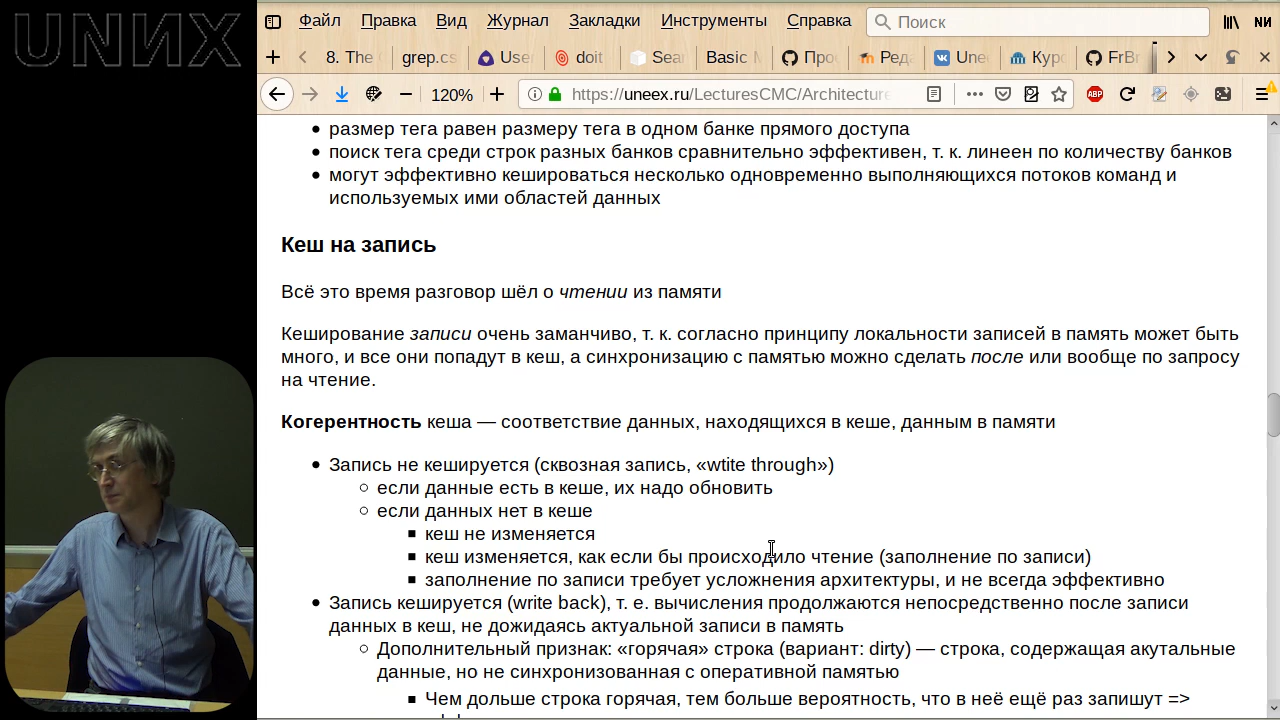 UNИX
Файл Правка Вид Журнал Закладки Инструменты Справка Поиск
8. The grep.cs User doit Sear Basic M Про Реда Unee Курс FrBr
120% https://uneex.ru/LecturesCMC/Architecture
размер тега равен размеру тега в одном банке прямого доступа
поиск тега среди строк разных банков сравнительно эффективен, т. к. линеен по количеству банков
могут эффективно кешироваться несколько одновременно выполняющихся потоков команд и
используемых ими областей данных
Кеш на запись
Всё это время разговор шёл о чтении из памяти
Кеширование записи очень заманчиво, т. к. согласно принципу локальности записей в память может быть
много, и все они попадут в кеш, а синхронизацию с памятью можно сделать после или вообще по запросу
на чтение.
Когерентность кеша — соответствие данных, находящихся в кеше, данным в памяти
Запись не кешируется (сквозная запись, «wtite through»)
если данные есть в кеше, их надо обновить
если данных нет в кеше
кеш не изменяется
кеш изменяется, как если бы происходило чтение (заполнение по записи)
заполнение по записи требует усложнения архитектуры, и не всегда эффективно
Запись кешируется (write back), т. е. вычисления продолжаются непосредственно после записи
данных в кеш, не дожидаясь актуальной записи в память
Дополнительный признак: «горячая» строка (вариант: dirty) — строка, содержащая акутальные
данные, но не синхронизированная с оперативной памятью
Чем дольше строка горячая, тем больше вероятность, что в неё ещё раз запишут =>